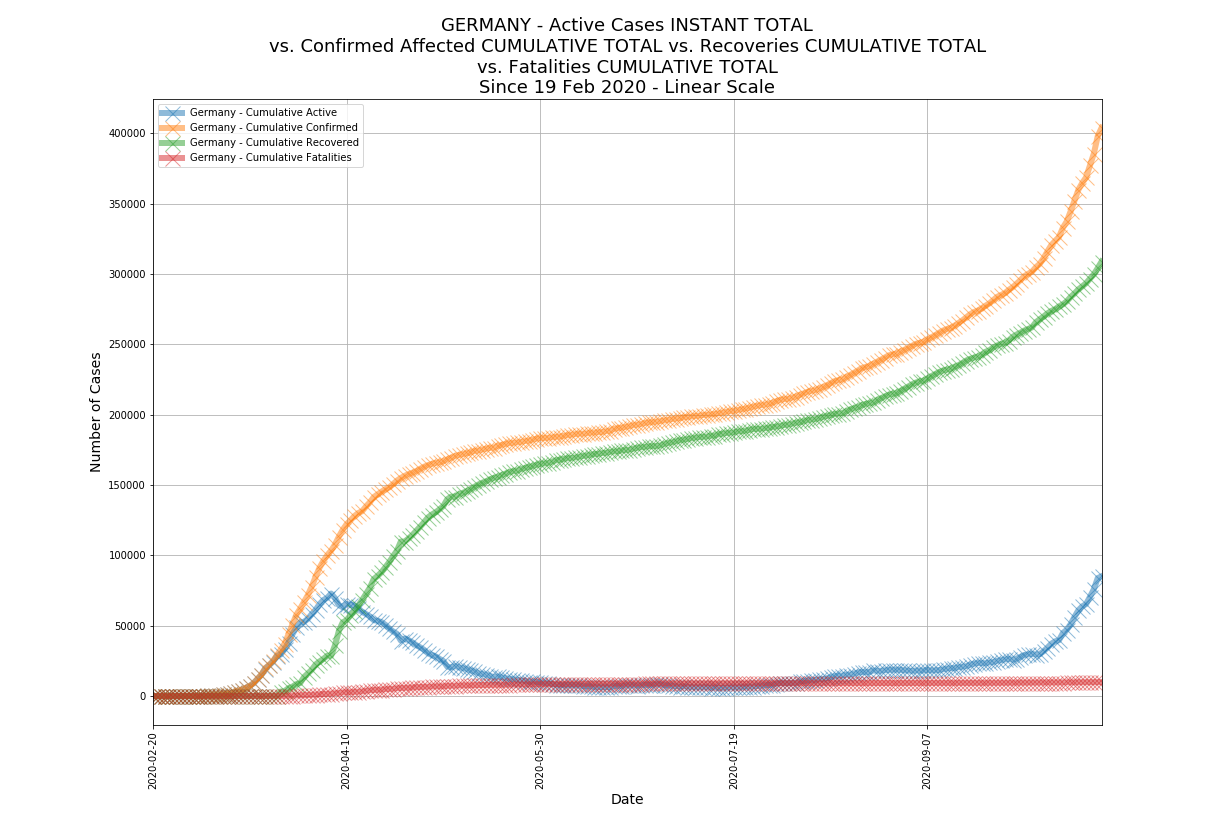 GERMANY - Active Cases INSTANT TOTAL
vs. Confirmed Affected CUMULATIVE TOTAL vs. Recoveries CUMULATIVE TOTAL
vs. Fatalities CUMULATIVE TOTAL
Since 19 Feb 2020 - Linear Scale
Germany - Cumulative Active
Germany - Cumulative Confirmed
Germany - Cumulative Recovered
Germany - Cumulative Fatalities
400000
350000
300000
250000
200000
150000
100000
50000
0
Number of Cases
2020-02-20
2020-04-10
2020-05-30
2020-07-19
2020-09-07
Date